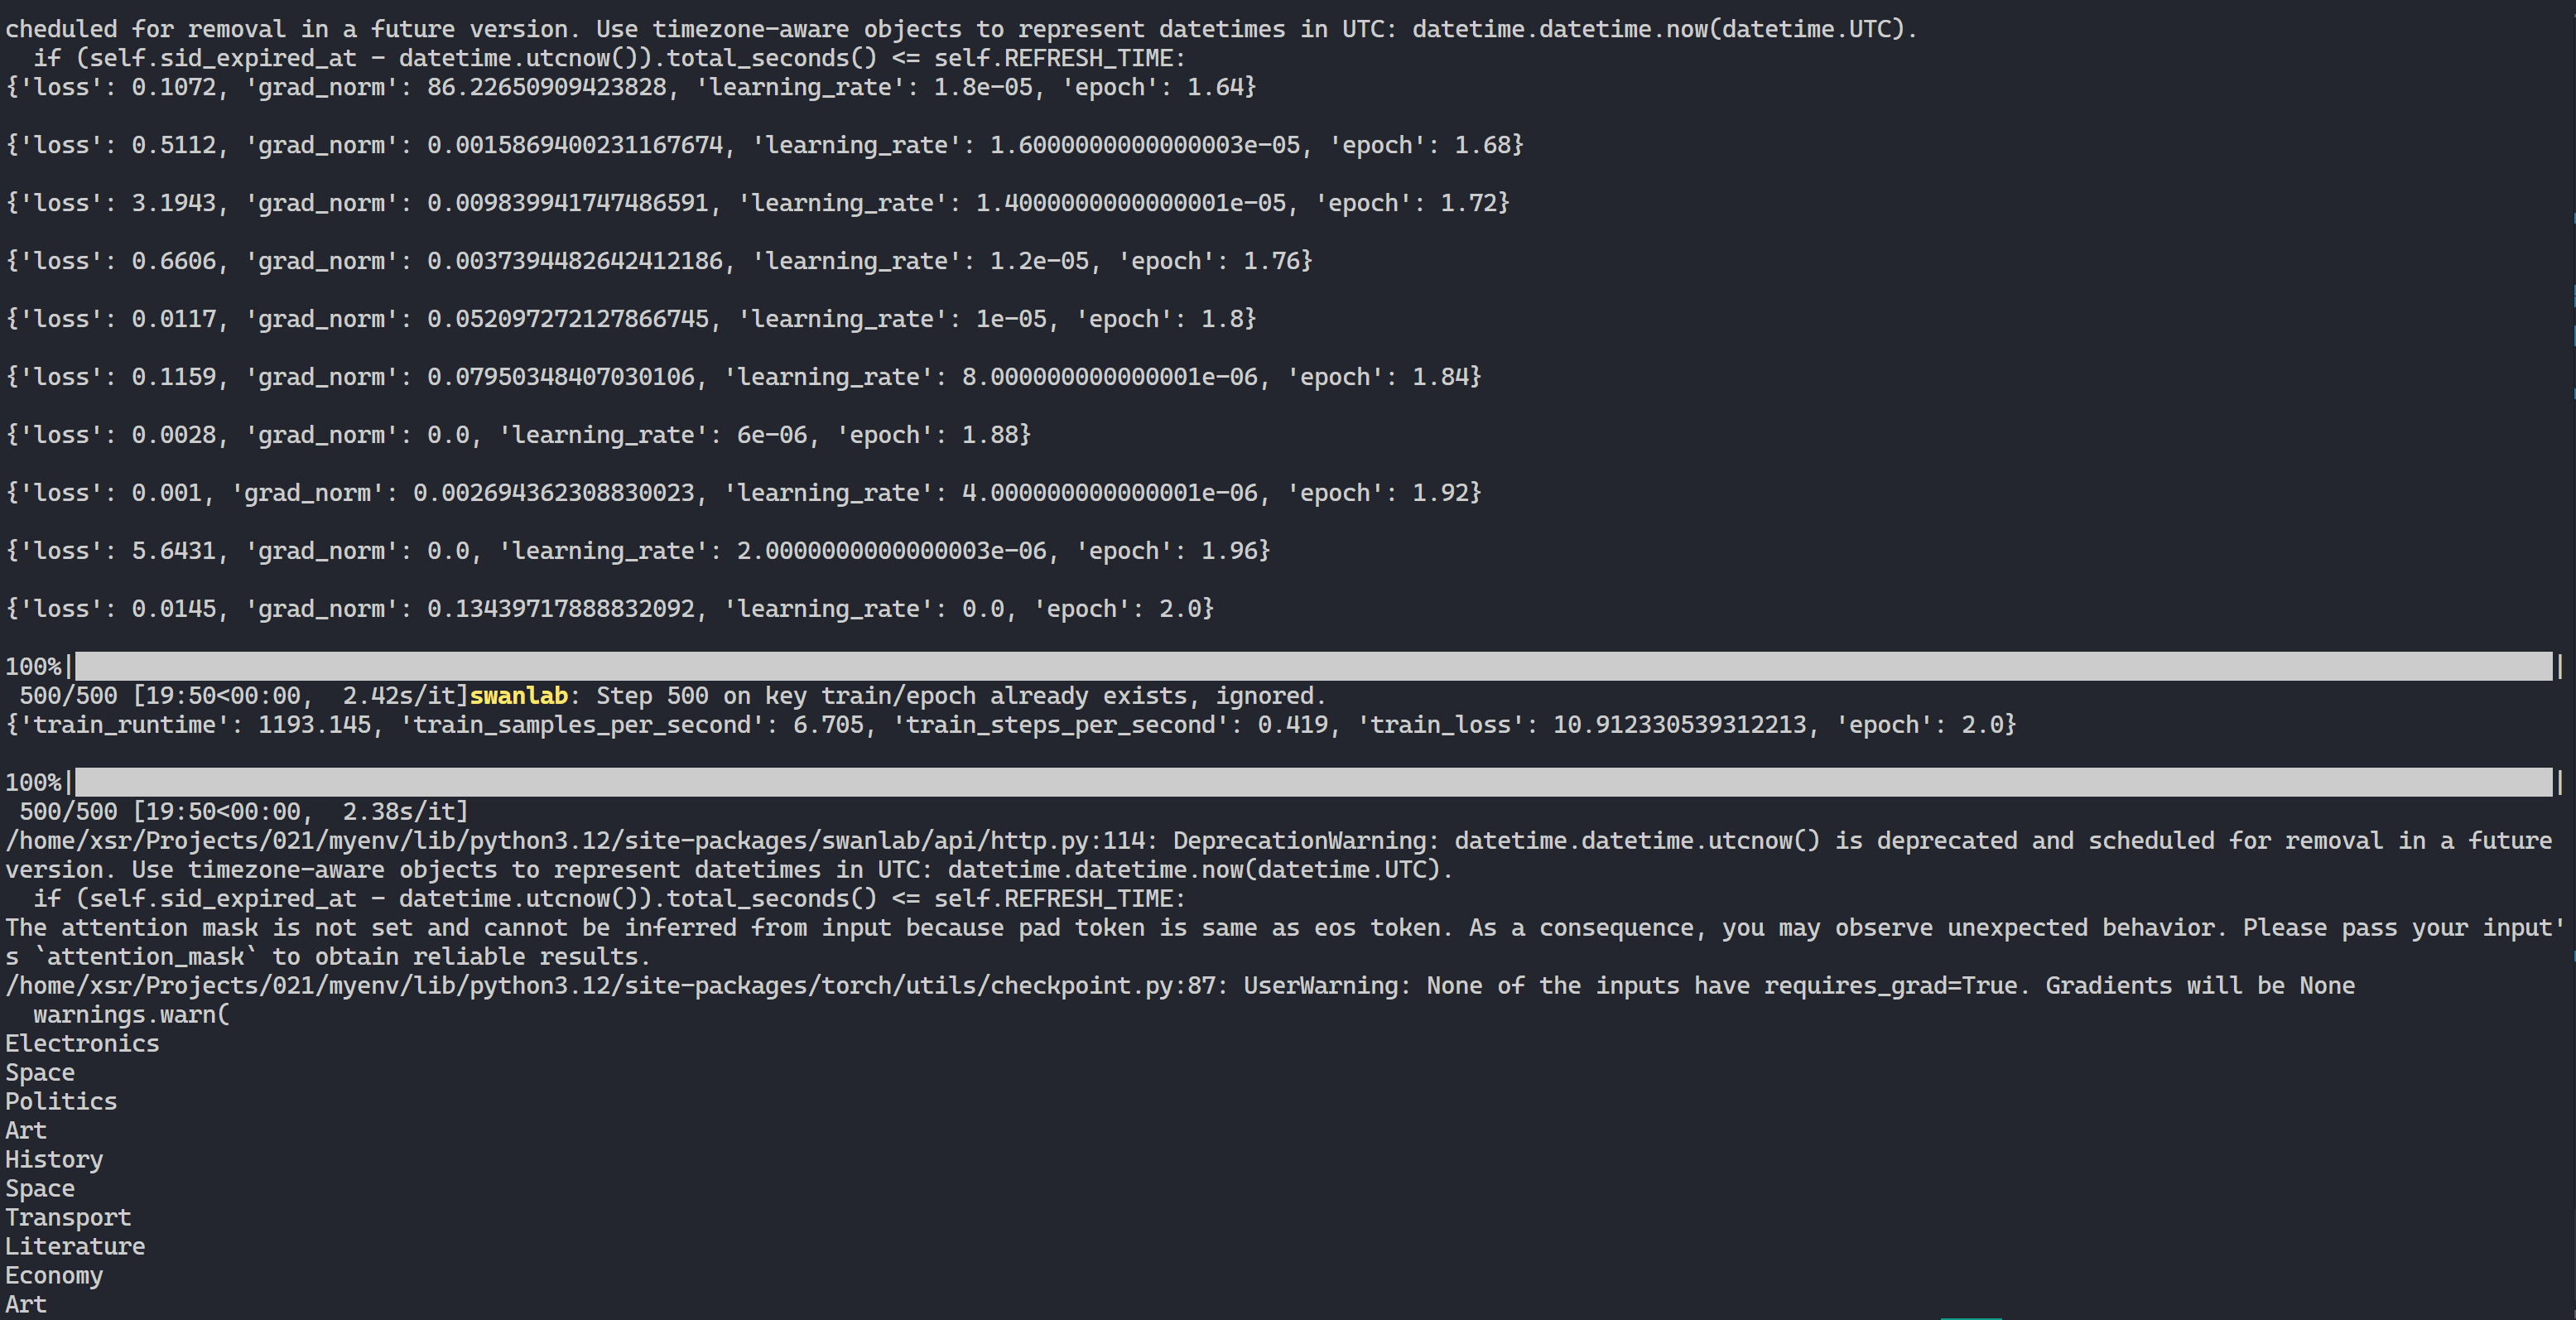 cheduled for removal in a future version. Use timezone-aware objects to represent datetimes in UTC: datetime.datetime.now(datetime.UTC).
  if (self.sid_expired_at - datetime.utcnow()).total_seconds() <= self.REFRESH_TIME:
{'loss': 0.1072, 'grad_norm': 86.22650909423828, 'learning_rate': 1.8e-05, 'epoch': 1.64}
{'loss': 0.5112, 'grad_norm': 0.0015869400231167674, 'learning_rate': 1.6000000000000003e-05, 'epoch': 1.68}
{'loss': 3.1943, 'grad_norm': 0.009839941747486591, 'learning_rate': 1.4000000000000001e-05, 'epoch': 1.72}
{'loss': 0.6606, 'grad_norm': 0.0037394482642412186, 'learning_rate': 1.2e-05, 'epoch': 1.76}
{'loss': 0.0117, 'grad_norm': 0.052097272127866745, 'learning_rate': 1e-05, 'epoch': 1.8}
{'loss': 0.1159, 'grad_norm': 0.07950348407030106, 'learning_rate': 8.000000000000001e-06, 'epoch': 1.84}
{'loss': 0.0028, 'grad_norm': 0.0, 'learning_rate': 6e-06, 'epoch': 1.88}
{'loss': 0.001, 'grad_norm': 0.002694362308830023, 'learning_rate': 4.000000000000001e-06, 'epoch': 1.92}
{'loss': 5.6431, 'grad_norm': 0.0, 'learning_rate': 2.0000000000000003e-06, 'epoch': 1.96}
{'loss': 0.0145, 'grad_norm': 0.13439717888832092, 'learning_rate': 0.0, 'epoch': 2.0}
100%| |
 500/500 [19:50<00:00,  2.42s/it]swanlab: Step 500 on key train/epoch already exists, ignored.
{'train_runtime': 1193.145, 'train_samples_per_second': 6.705, 'train_steps_per_second': 0.419, 'train_loss': 10.912330539312213, 'epoch': 2.0}
100%| |
 500/500 [19:50<00:00,  2.38s/it]
/home/xsr/Projects/021/myenv/lib/python3.12/site-packages/swanlab/api/http.py:114: DeprecationWarning: datetime.datetime.utcnow() is deprecated and scheduled for removal in a future
version. Use timezone-aware objects to represent datetimes in UTC: datetime.datetime.now(datetime.UTC).
  if (self.sid_expired_at - datetime.utcnow()).total_seconds() <= self.REFRESH_TIME:
The attention mask is not set and cannot be inferred from input because pad token is same as eos token. As a consequence, you may observe unexpected behavior. Please pass your input'
s `attention_mask` to obtain reliable results.
/home/xsr/Projects/021/myenv/lib/python3.12/site-packages/torch/utils/checkpoint.py:87: UserWarning: None of the inputs have requires_grad=True. Gradients will be None
  warnings.warn(
Electronics
Space
Politics
Art
History
Space
Transport
Literature
Economy
Art